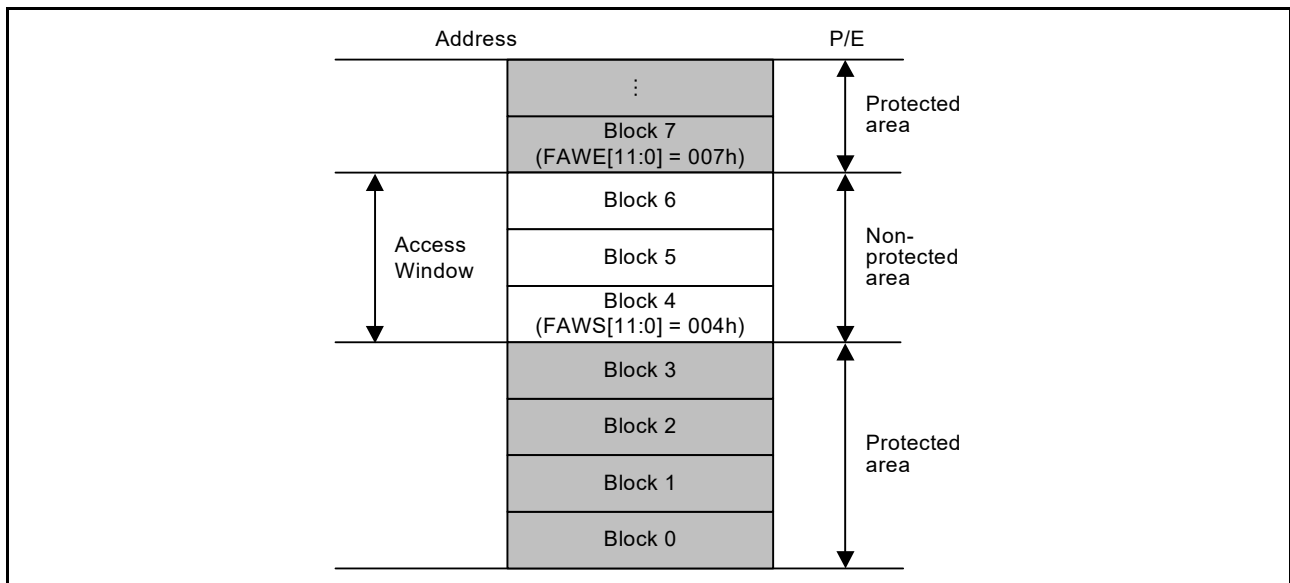 Address
P/E
⋮
Block 7
(FAWE[11:0] = 007h)
Protected
area
Block 6
Block 5
Block 4
(FAWS[11:0] = 004h)
Access
Window
Non-
protected
area
Block 3
Block 2
Block 1
Block 0
Protected
area